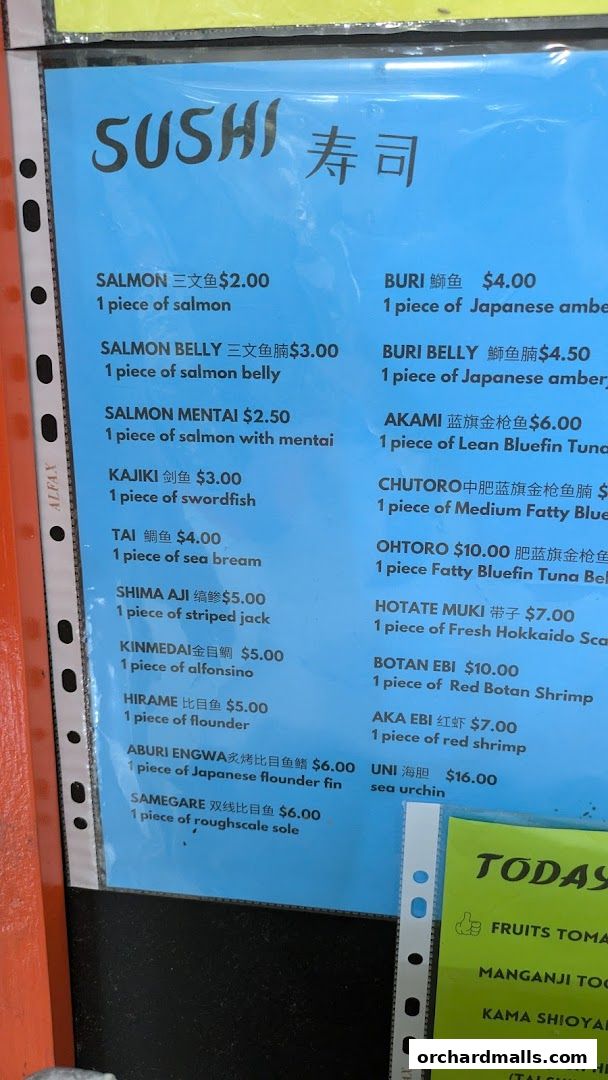 SUSHI 寿司
SALMON 三文鱼$2.00
1 piece of salmon
SALMON BELLY 三文鱼腩$3.00
1 piece of salmon belly
SALMON MENTAI $2.50
1 piece of salmon with mentai
KAJIKI 剑鱼 $3.00
1 piece of swordfish
TAI 鲷鱼 $4.00
1 piece of sea bream
SHIMA AJI 缟鲹$5.00
1 piece of striped jack
KINMEDAI金目鲷 $5.00
1 piece of alfonsino
HIRAME 比目鱼 $5.00
1 piece of flounder
ABURI ENGWA炙烤比目鱼鳍 $6.00
1 piece of Japanese flounder fin
SAMEGARE 双线比目鱼 $6.00
1 piece of roughscale sole
BURI 鰤鱼 $4.00
1 piece of Japanese
BURI BELLY 鰤鱼腩$4.50
1 piece of Japanese
AKAMI 蓝旗金枪鱼$6.00
1 piece of Lean Bluefin Tuna
CHUTORO中肥蓝旗金枪鱼腩 $
1 piece of Medium Fatty
OHTORO $10.00 肥蓝旗金枪鱼
1 piece Fatty Bluefin Tuna
HOTATE MUKI 带子 $7.00
1 piece of Fresh Hokkaido
BOTAN EBI $10.00
1 piece of Red Botan Shrimp
AKA EBI 红虾 $7.00
1 piece of red shrimp
UNI 海胆 $16.00
sea urchin
ALFAX
TODAY
FRUITS
MANGANJI
KAMA
orchardmalls.com